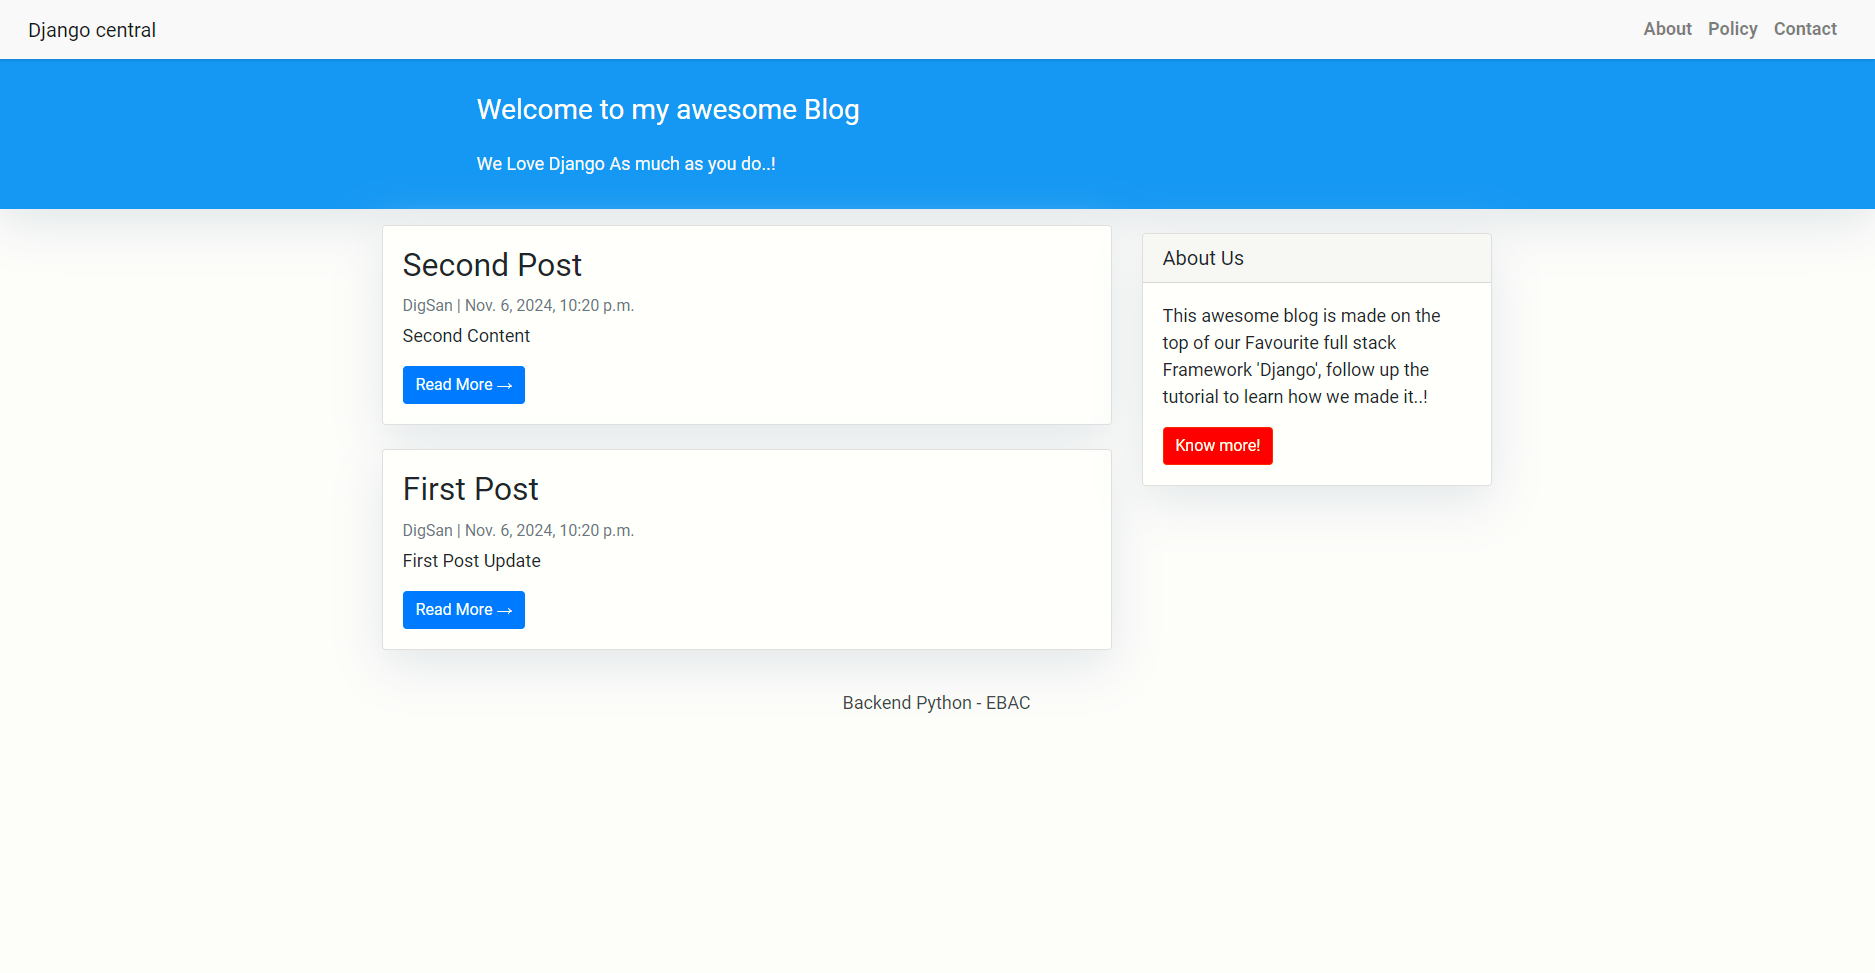 Django central
About Policy Contact
Welcome to my awesome Blog
We Love Django As much as you do..!
Second Post
DigSan | Nov. 6, 2024, 10:20 p.m.
Second Content
Read More →
First Post
DigSan | Nov. 6, 2024, 10:20 p.m.
First Post Update
Read More →
About Us
This awesome blog is made on the
top of our Favourite full stack
Framework 'Django', follow up the
tutorial to learn how we made it..!
Know more!
Backend Python - EBAC